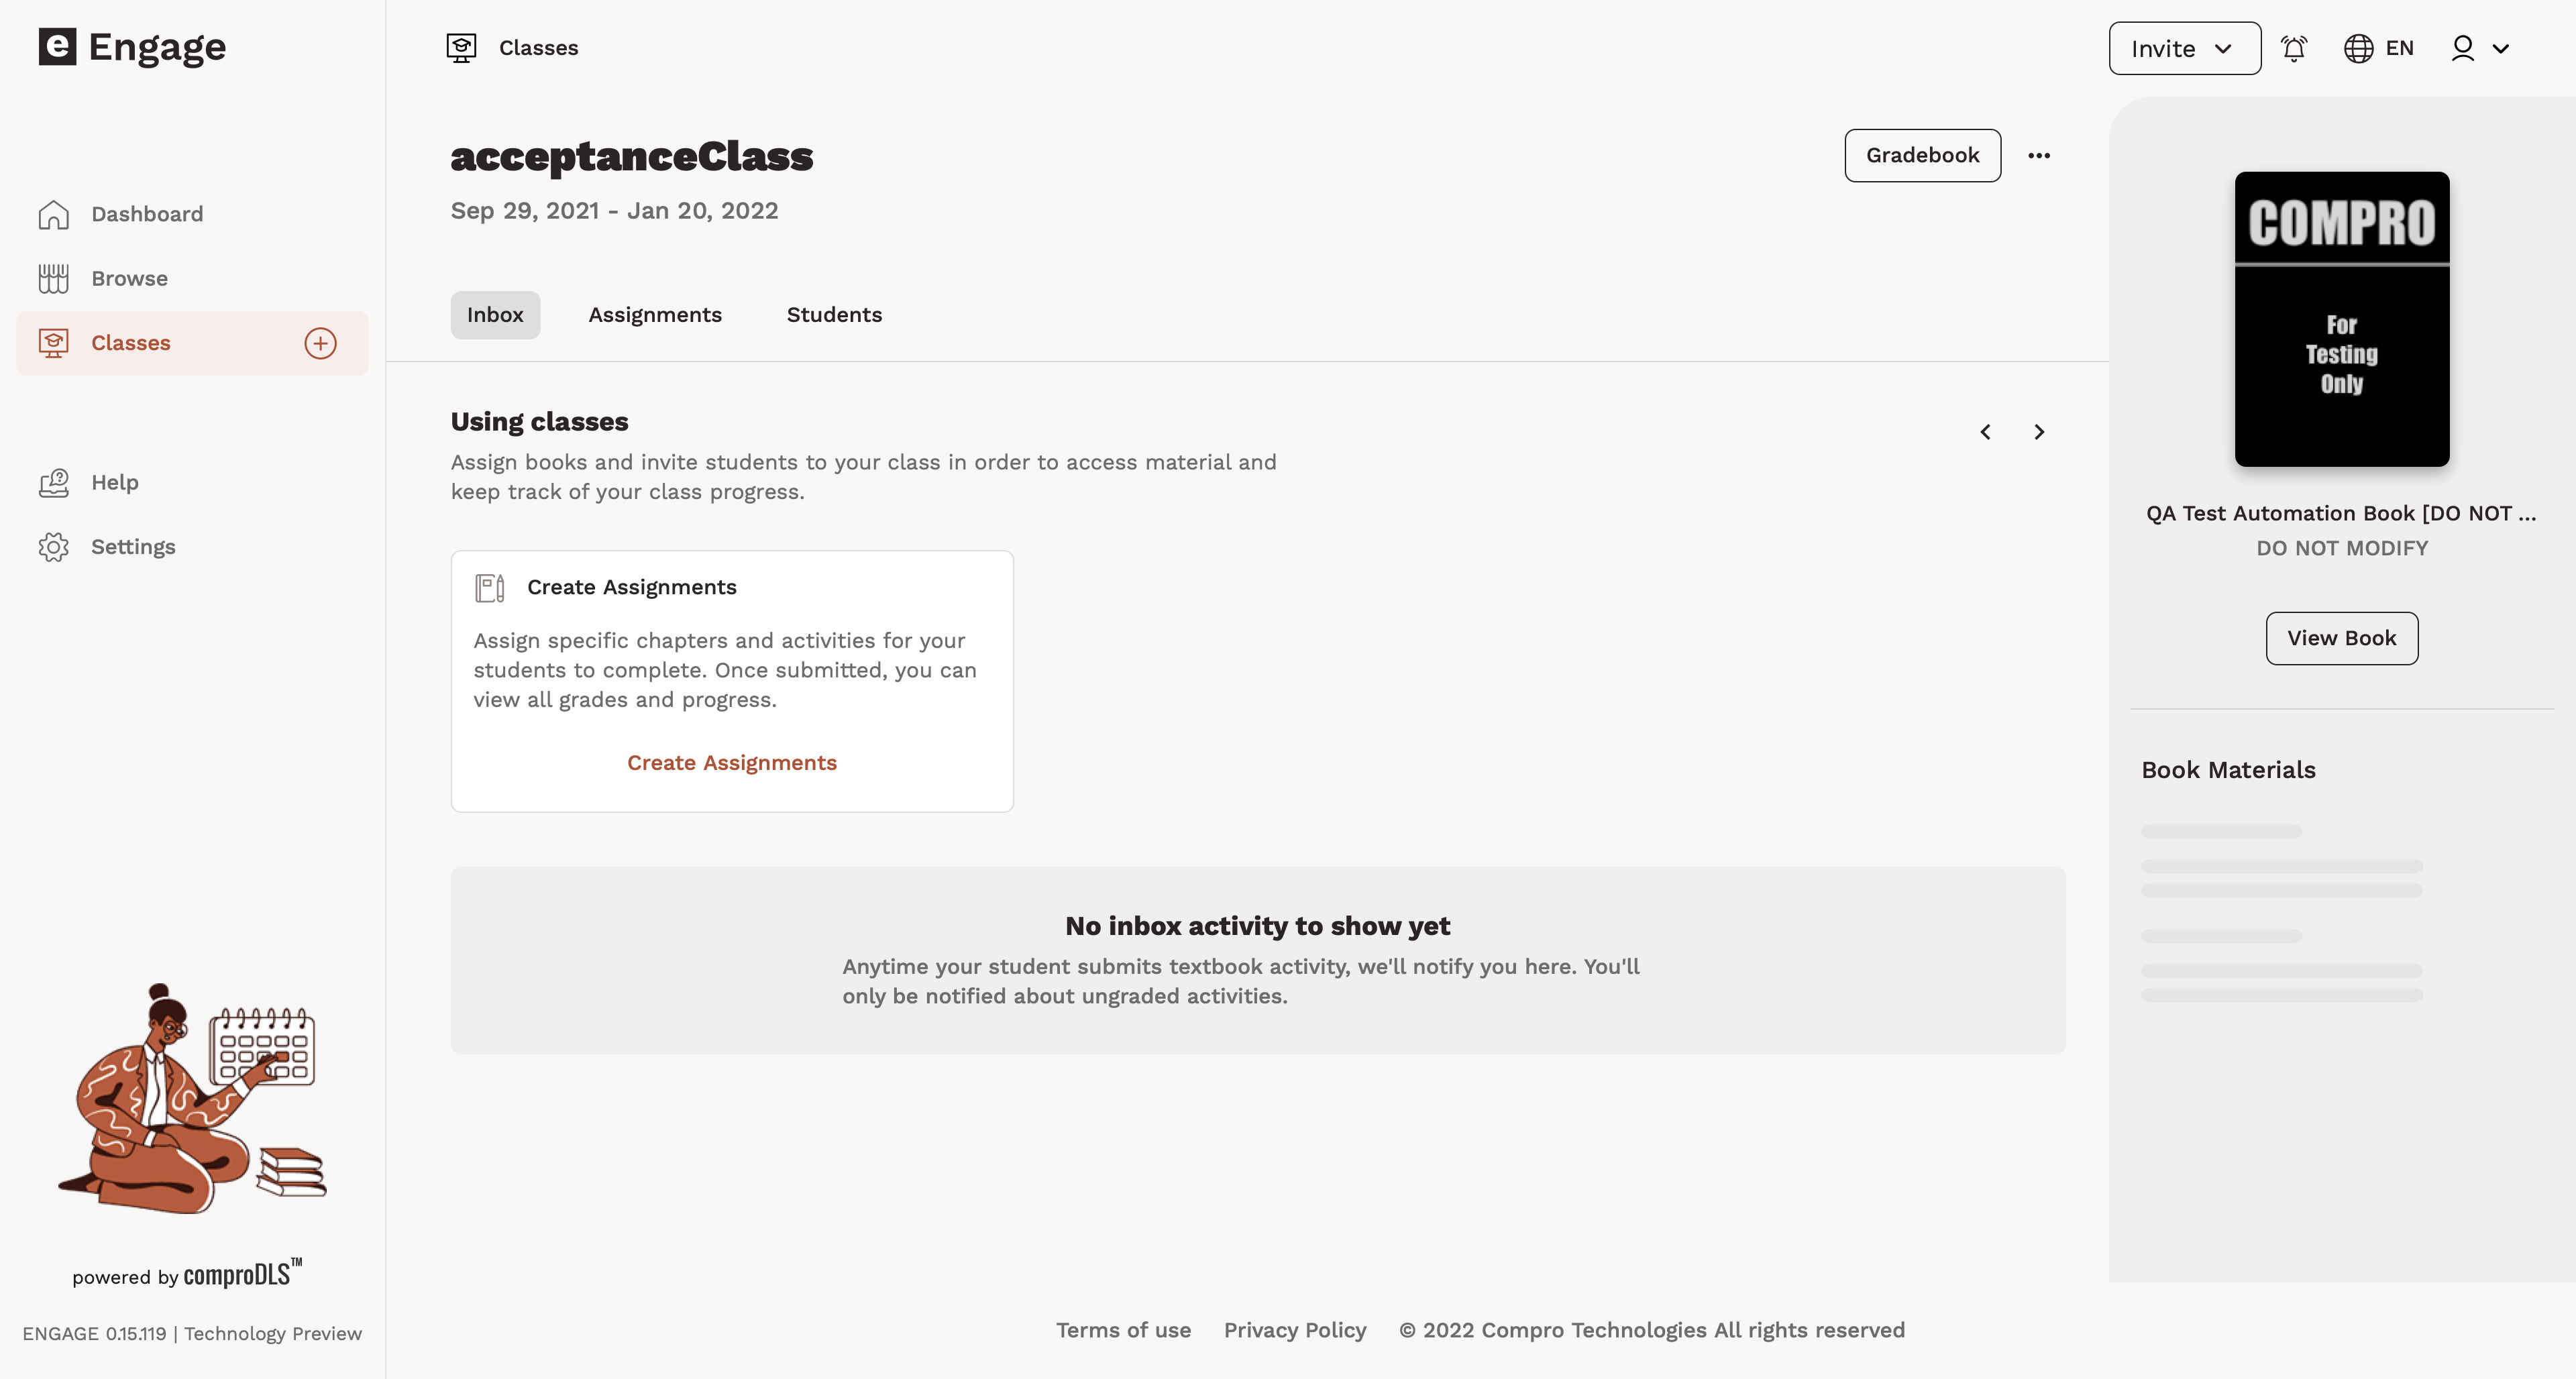 e Engage
Dashboard
Browse
Classes
Help
Settings
powered by comproDLS™
ENGAGE 0.15.119 | Technology Preview
Classes
Invite
EN
acceptanceClass
Sep 29, 2021 - Jan 20, 2022
Gradebook
Inbox
Assignments
Students
Using classes
Assign books and invite students to your class in order to access material and
keep track of your class progress.
Create Assignments
Assign specific chapters and activities for your
students to complete. Once submitted, you can
view all grades and progress.
Create Assignments
No inbox activity to show yet
Anytime your student submits textbook activity, we'll notify you here. You'll
only be notified about ungraded activities.
COMPRO
For
Testing
Only
QA Test Automation Book [DO NOT ...
DO NOT MODIFY
View Book
Book Materials
Terms of use
Privacy Policy
© 2022 Compro Technologies All rights reserved